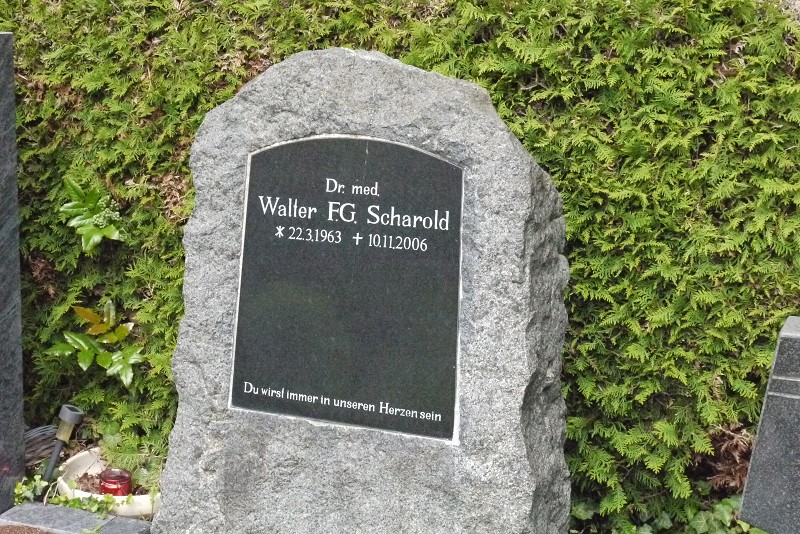 Dr. med.
Walter F.G. Scharold
* 22.3.1963 ✝ 10.11.2006
Du wirst immer in unseren Herzen sein